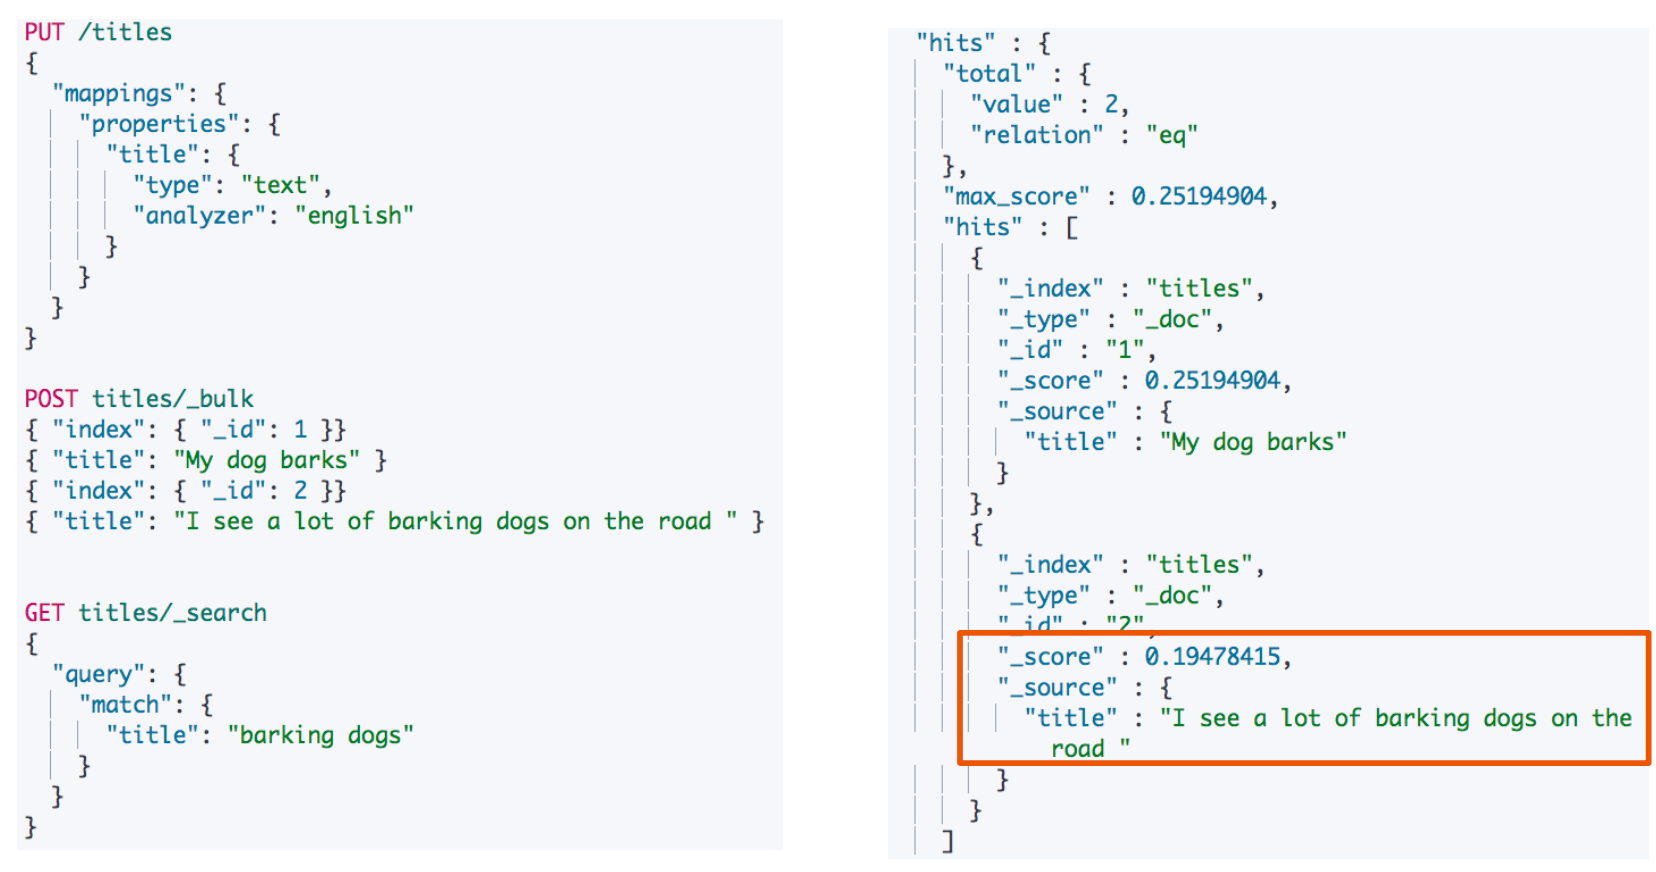 PUT /titles
{
  "mappings": {
    "properties": {
      "title": {
        "type": "text",
        "analyzer": "english"
      }
    }
  }
}
POST titles/_bulk
{ "index": { "_id": 1 }}
{ "title": "My dog barks" }
{ "index": { "_id": 2 }}
{ "title": "I see a lot of barking dogs on the road " }
GET titles/_search
{
  "query": {
    "match": {
      "title": "barking dogs"
    }
  }
}
"hits" : {
  "total" : {
    "value" : 2,
    "relation" : "eq"
  },
  "max_score" : 0.25194904,
  "hits" : [
    {
      "_index" : "titles",
      "_type" : "_doc",
      "_id" : "1",
      "_score" : 0.25194904,
      "_source" : {
        "title" : "My dog barks"
      }
    },
    {
      "_index" : "titles",
      "_type" : "_doc",
      "_id" : "2",
      "_score" : 0.19478415,
      "_source" : {
        "title" : "I see a lot of barking dogs on the
          road "
      }
    }
  ]